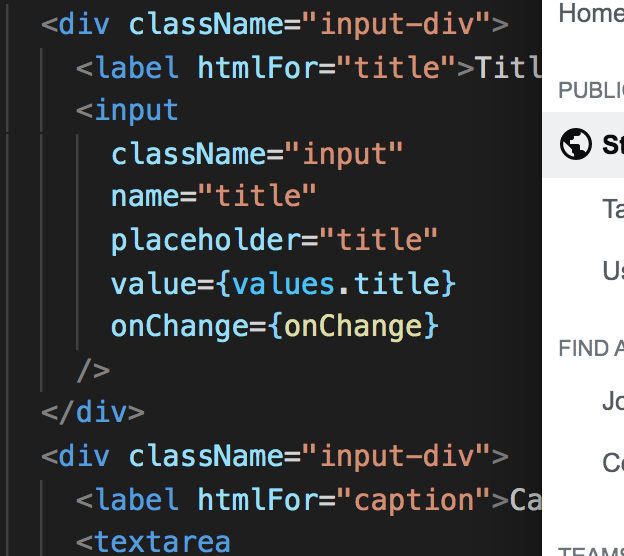 <div className="input-div">
<label htmlFor="title">Titl
<input
className="input"
name="title"
placeholder="title"
value={values.title}
onChange={onChange}
/>
</div>
<div className="input-div">
<label htmlFor="caption">Ca
<textarea
Home
PUBLIC
St
Ta
Us
FIND A
Jo
Co
TEAMS